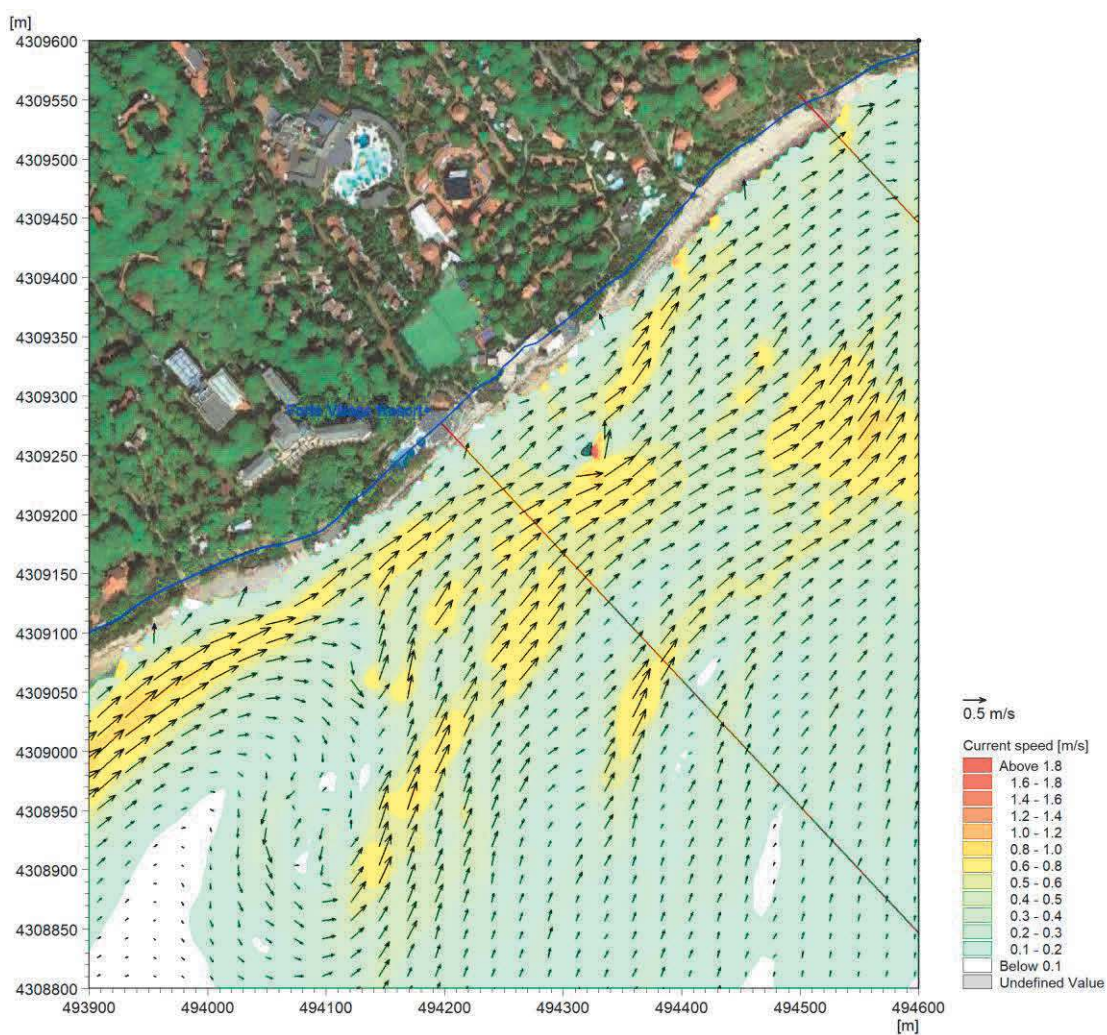 [m]
4309600
4309550
4309500
4309450
4309400
4309350
4309300
4309250
4309200
4309150
4309100
4309050
4309000
4308950
4308900
4308850
4308800
Forte Village Resort
493900 494000 494100 494200 494300 494400 494500 494600
[m]
0.5 m/s
Current speed [m/s]
Above 1.8
1.6 - 1.8
1.4 - 1.6
1.2 - 1.4
1.0 - 1.2
0.8 - 1.0
0.6 - 0.8
0.5 - 0.6
0.4 - 0.5
0.3 - 0.4
0.2 - 0.3
0.1 - 0.2
Below 0.1
Undefined Value